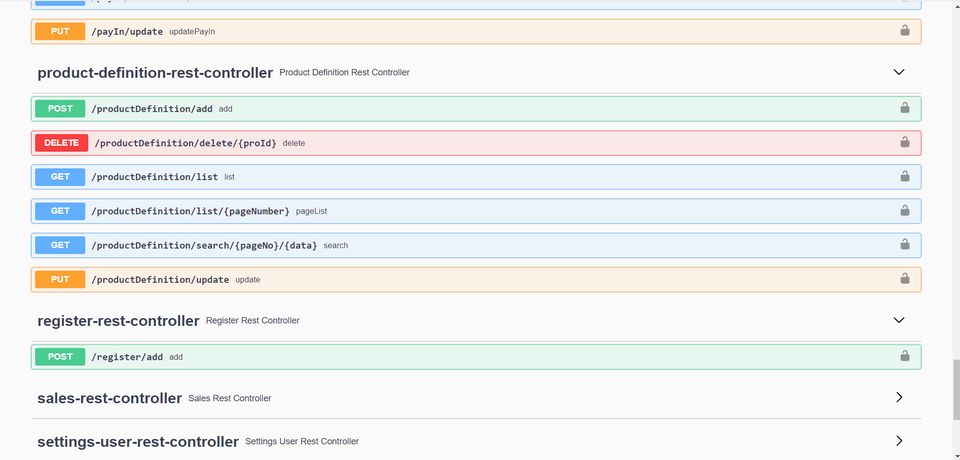 PUT /payIn/update updatePayIn
product-definition-rest-controller Product Definition Rest Controller
POST /productDefinition/add add
DELETE /productDefinition/delete/{proId} delete
GET /productDefinition/list list
GET /productDefinition/list/{pageNumber} pageList
GET /productDefinition/search/{pageNo}/{data} search
PUT /productDefinition/update update
register-rest-controller Register Rest Controller
POST /register/add add
sales-rest-controller Sales Rest Controller
settings-user-rest-controller Settings User Rest Controller